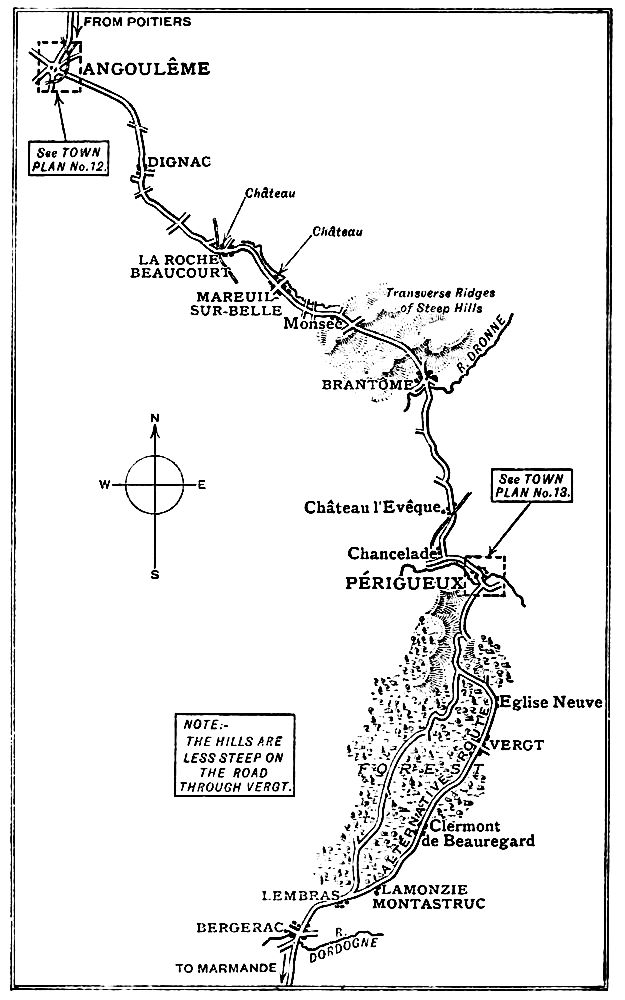 FROM POITIERS
ANGOULÊME
See TOWN
PLAN No. 12.
DIGNAC
Château
Château
LA ROCHE
BEAUCOURT
MAREUIL-
SUR-BELLE
Monsec
Transverse Ridges
of Steep Hills
R. DRONNE
BRANTÔME
N
W
E
S
See TOWN
PLAN No. 13.
Château l'Evêque
Chancelade
PÉRIGUEUX
Eglise Neuve
NOTE:-
THE HILLS ARE
LESS STEEP ON
THE ROAD
THROUGH VERGT.
VERGT
FOREST
ALTERNATIVE ROUTE
Clermont
de Beauregard
LAMONZIE
MONTASTRUC
LEMBRAS
BERGERAC
R.
DORDOGNE
TO MARMANDE